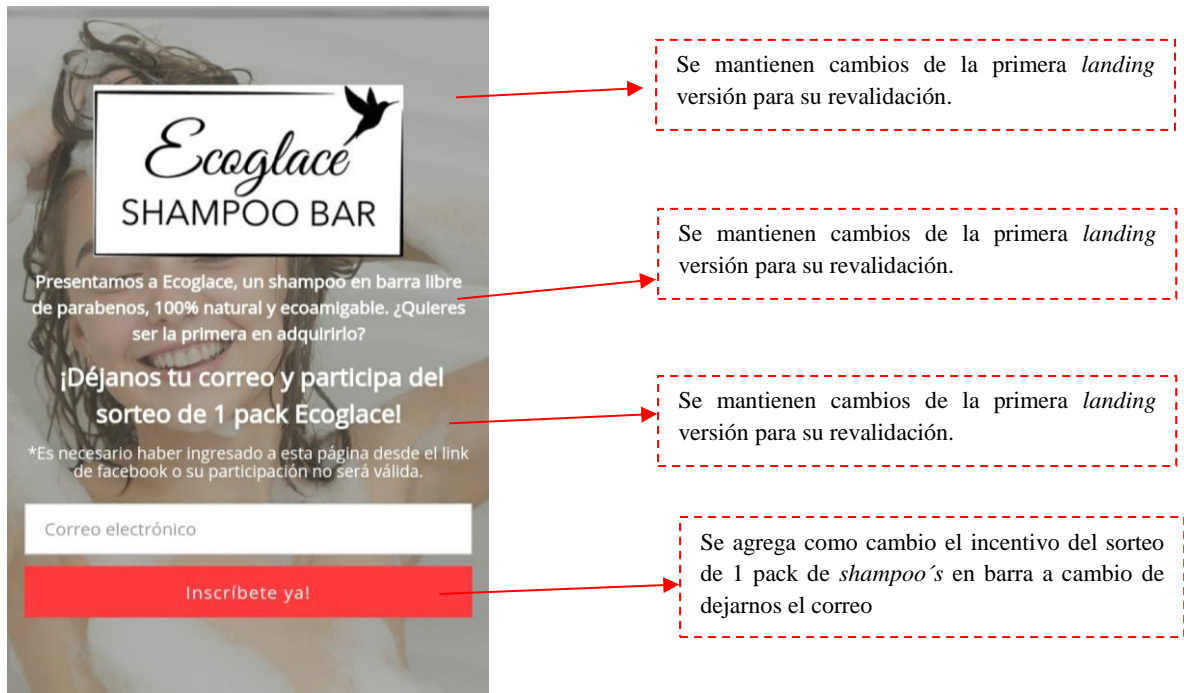 Ecoglacé
SHAMPOO BAR
Presentamos a Ecoglace, un shampoo en barra libre
de parabenos, 100% natural y ecoamigable. ¿Quieres
ser la primera en adquirirlo?
¡Déjanos tu correo y participa del
sorteo de 1 pack Ecoglace!
*Es necesario haber ingresado a esta página desde el link
de facebook o su participación no será válida.
Correo electrónico
Inscríbete ya!
Se mantienen cambios de la primera landing
versión para su revalidación.
Se mantienen cambios de la primera landing
versión para su revalidación.
Se mantienen cambios de la primera landing
versión para su revalidación.
Se agrega como cambio el incentivo del sorteo
de 1 pack de shampoo´s en barra a cambio de
dejarnos el correo